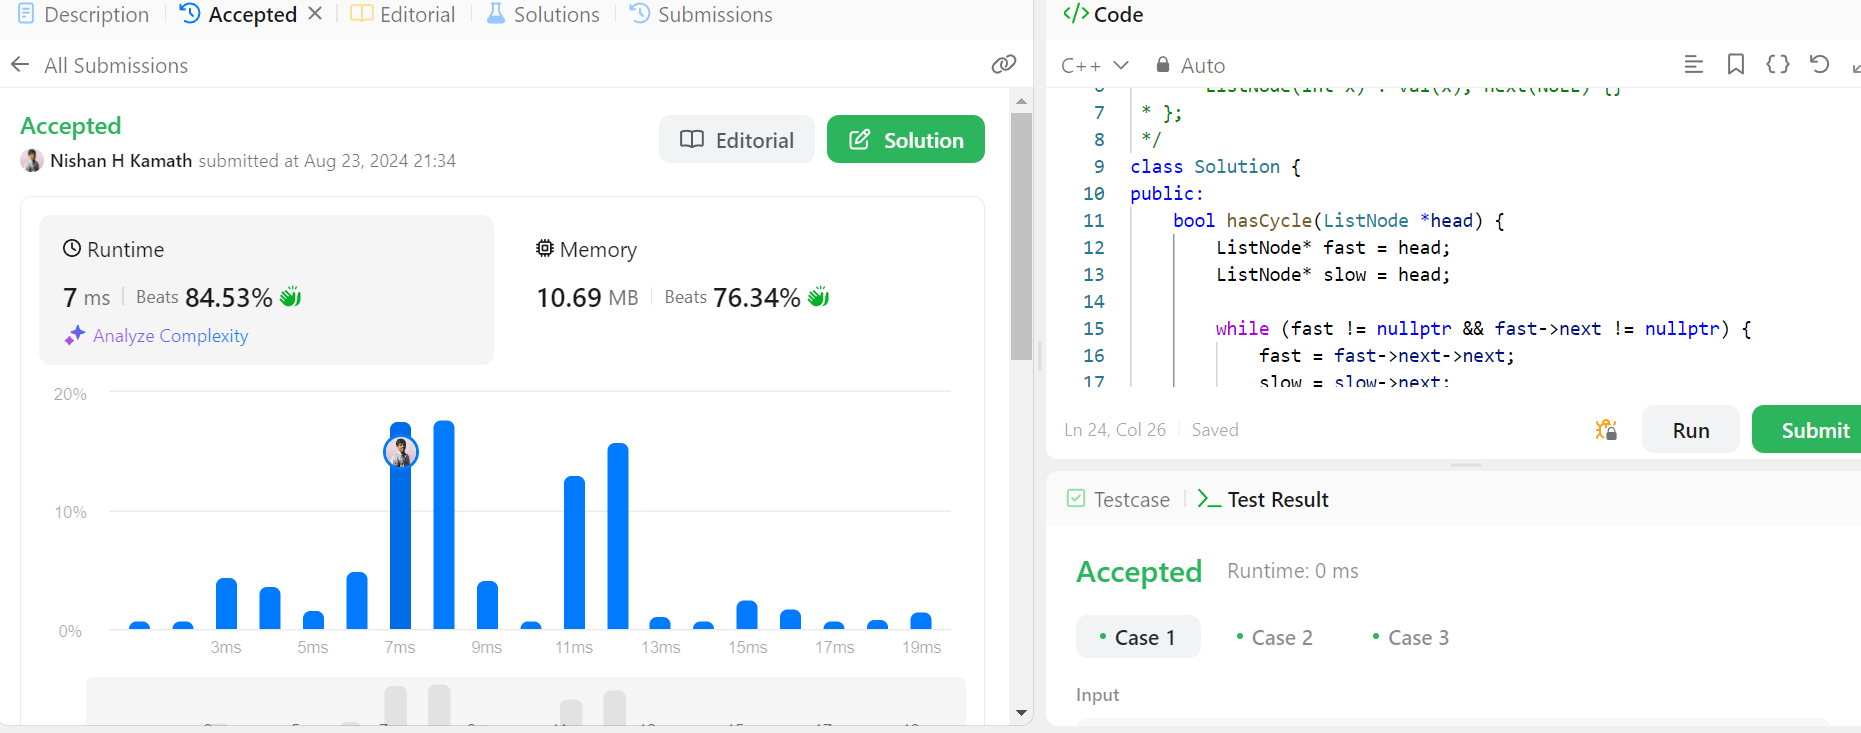 Description
Accepted
Editorial
Solutions
Submissions
All Submissions
Accepted
Nishan H Kamath submitted at Aug 23, 2024 21:34
Editorial
Solution
Runtime
7 ms
Beats 84.53%
Analyze Complexity
Memory
10.69 MB
Beats 76.34%
20%
10%
0%
3ms 5ms 7ms 9ms 11ms 13ms 15ms 17ms 19ms
</> Code
C++
Auto
6 ListNode(int x) : val(x), next(NULL) {}
7 * };
8 */
9 class Solution {
10 public:
11 bool hasCycle(ListNode *head) {
12 ListNode* fast = head;
13 ListNode* slow = head;
14
15 while (fast != nullptr && fast->next != nullptr) {
16 fast = fast->next->next;
17 slow = slow->next;
Ln 24, Col 26
Saved
Run
Submit
Testcase
Test Result
Accepted
Runtime: 0 ms
Case 1
Case 2
Case 3
Input